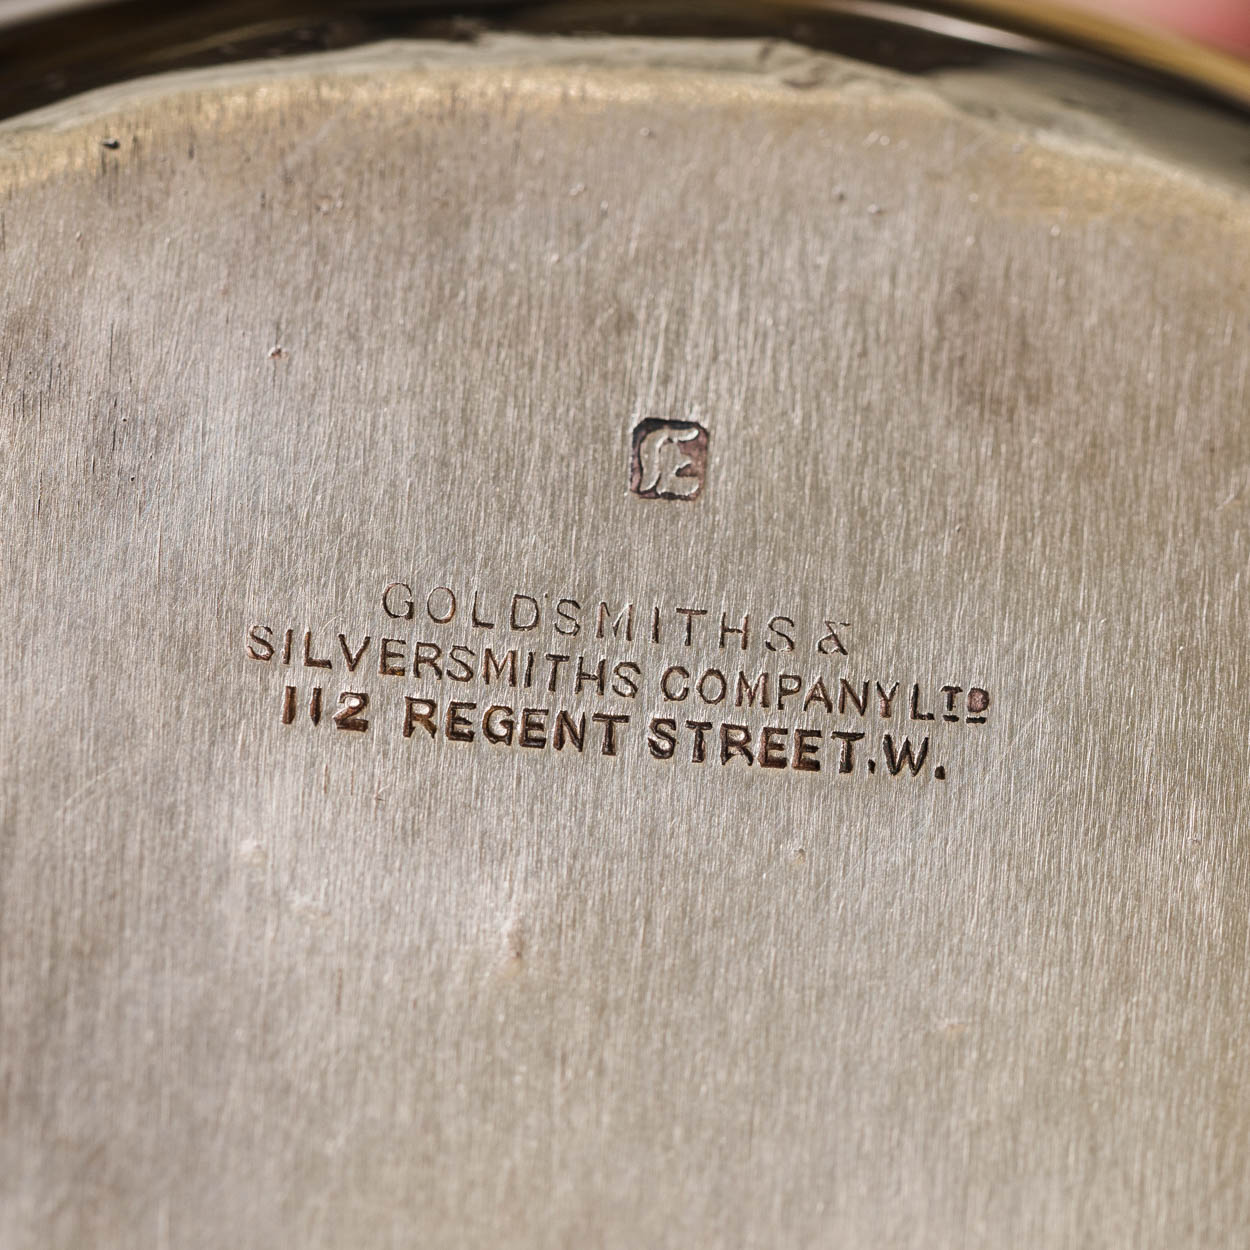 GOLDSMITHS &
SILVERSMITHS COMPANY LTD
112 REGENT STREET.W.